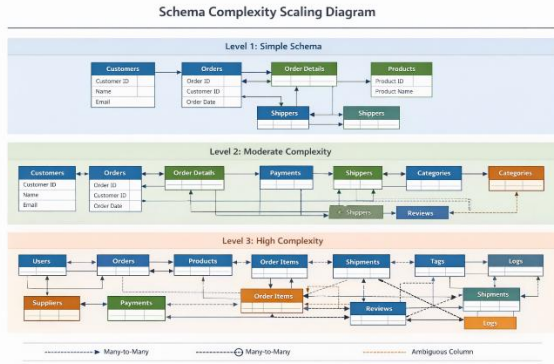 Schema Complexity Scaling Diagram
Level 1: Simple Schema
Customers Orders Order Details Products
Customer ID Order ID Product ID
Name Customer ID Product Name
Email Order Date
Shippers Shippers
Level 2: Moderate Complexity
Customers Orders Order Details Payments Shippers Categories Categories
Customer ID Order ID
Name Customer ID
Email Order Date
Shippers Reviews
Level 3: High Complexity
Users Orders Products Order Items Shipments Tags Logs
Suppliers Payments Order Items Reviews Shipments
Logs
Many-to-Many Many-to-Many Ambiguous Column